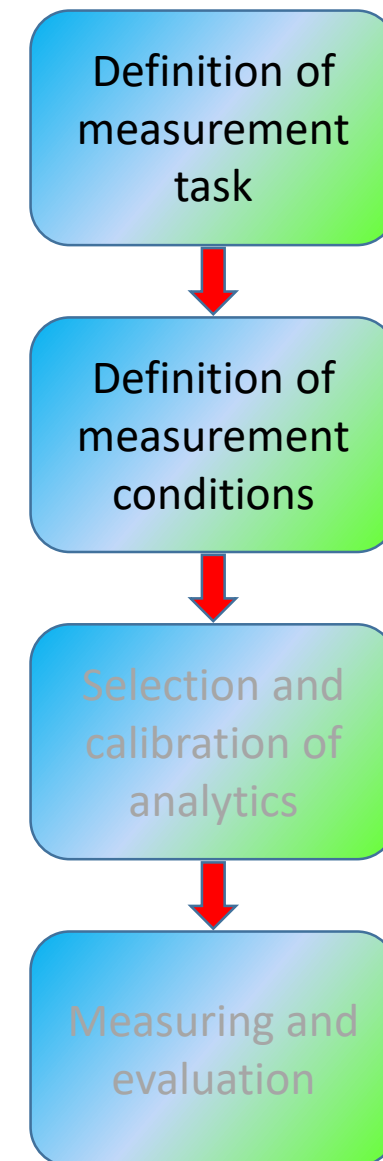 Definition of
measurement
task
Definition of
measurement
conditions
Selection and
calibration of
analytics
Measuring and
evaluation